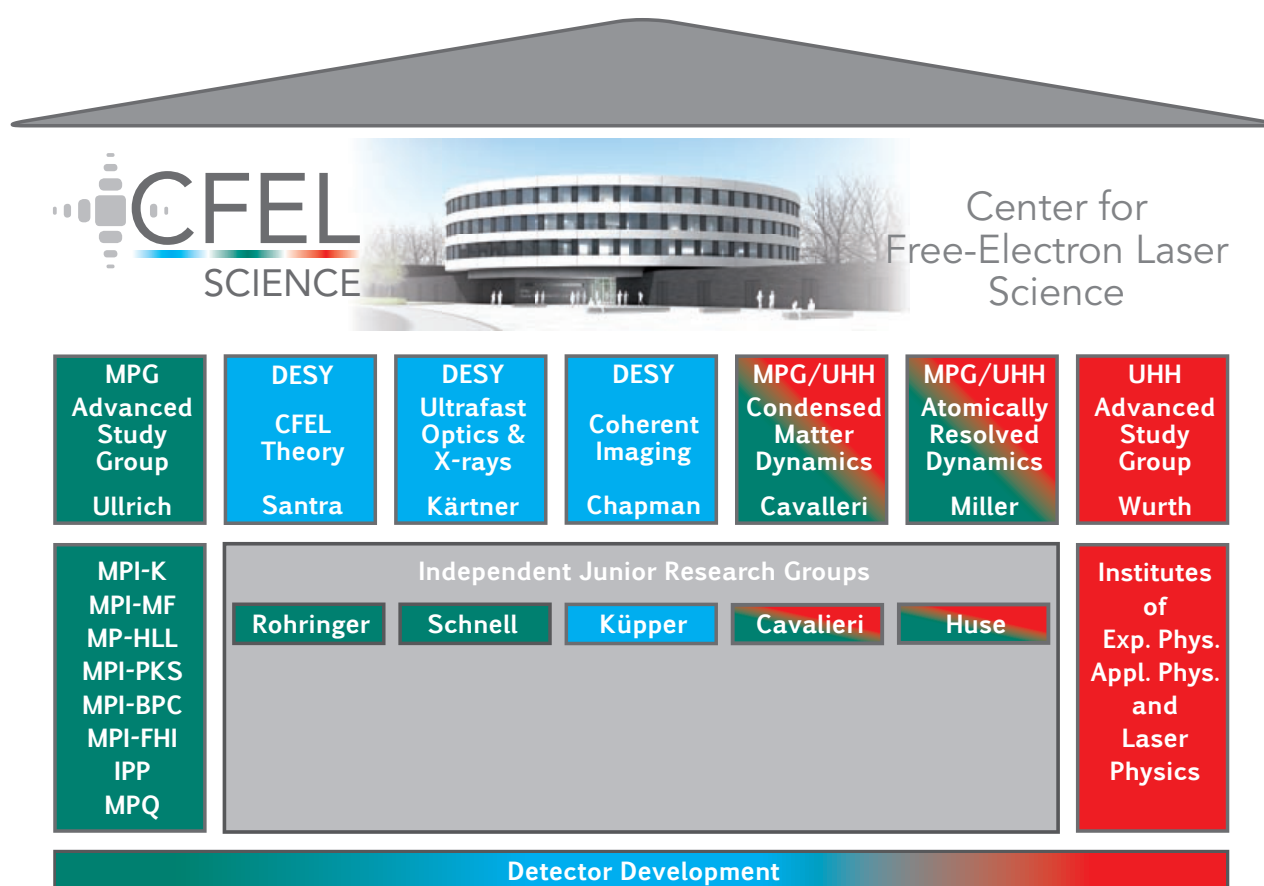 CFEL
SCIENCE
Center for
Free-Electron Laser
Science
MPG
Advanced
Study
Group
Ullrich
DESY
CFEL
Theory
Santra
DESY
Ultrafast
Optics &
X-rays
Kärtner
DESY
Coherent
Imaging
Chapman
MPG/UHH
Condensed
Matter
Dynamics
Cavalleri
MPG/UHH
Atomically
Resolved
Dynamics
Miller
UHH
Advanced
Study
Group
Wurth
MPI-K
MPI-MF
MP-HLL
MPI-PKS
MPI-BPC
MPI-FHI
IPP
MPQ
Independent Junior Research Groups
Rohringer
Schnell
Küpper
Cavalieri
Huse
Institutes
of
Exp. Phys.
Appl. Phys.
and
Laser
Physics
Detector Development